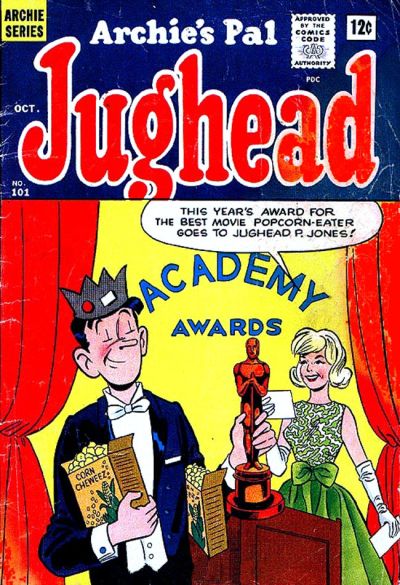 ARCHIE
SERIES
Archie's Pal
APPROVED
BY THE
COMICS
CODE
AUTHORITY
12¢
PDC
OCT.
Jughead
NO.
101
THIS YEAR'S AWARD FOR
THE BEST MOVIE POPCORN-EATER
GOES TO JUGHEAD P. JONES!
ACADEMY
AWARDS
CORN
CHEWEEZ